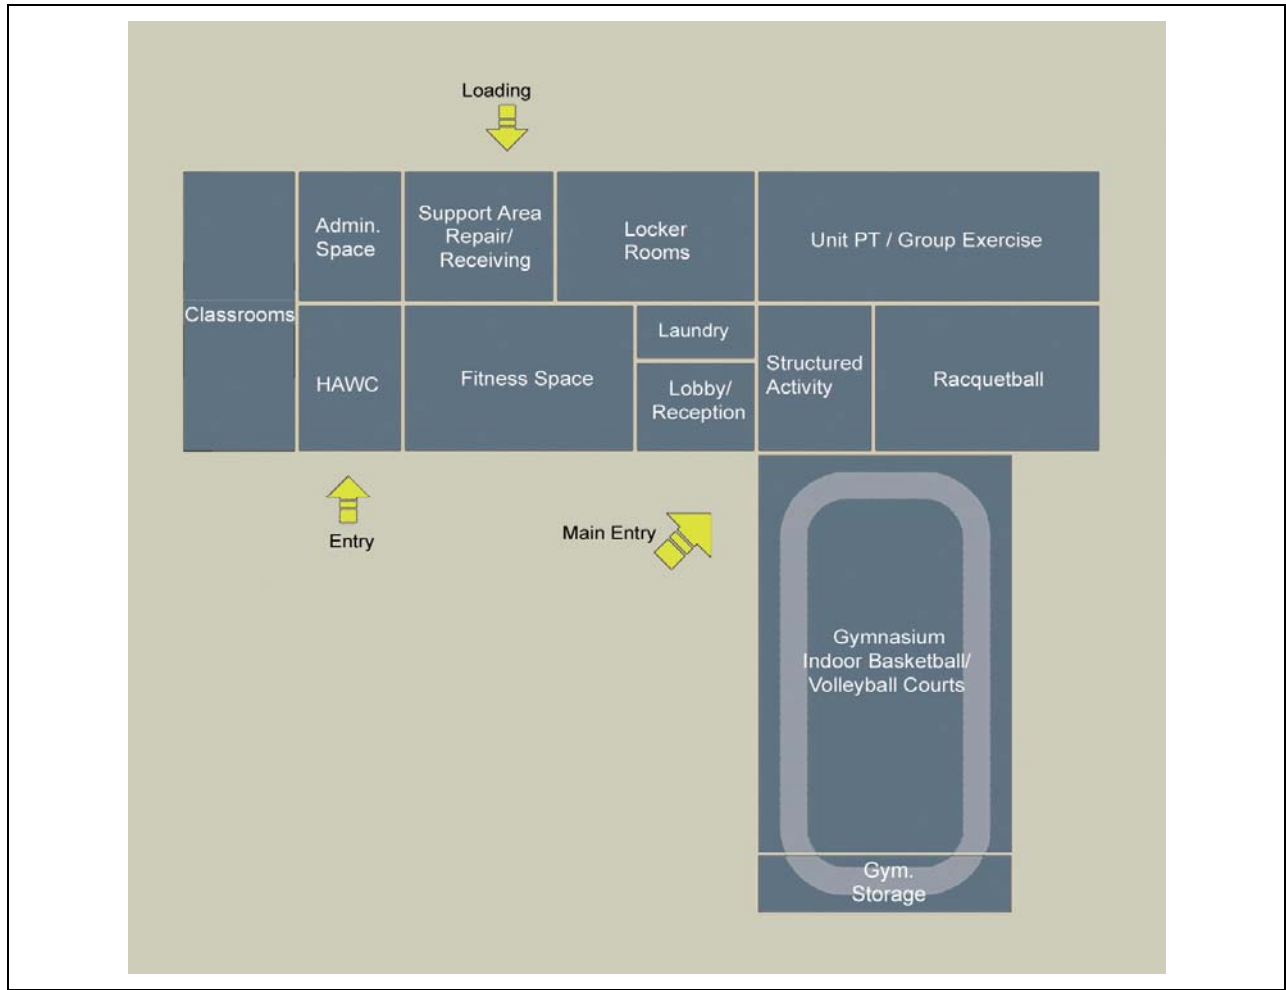 Loading
Classrooms
Admin.
Space
Support Area
Repair/
Receiving
Locker
Rooms
Unit PT / Group Exercise
HAWC
Fitness Space
Laundry
Lobby/
Reception
Structured
Activity
Racquetball
Entry
Main Entry
Gymnasium
Indoor Basketball/
Volleyball Courts
Gym.
Storage